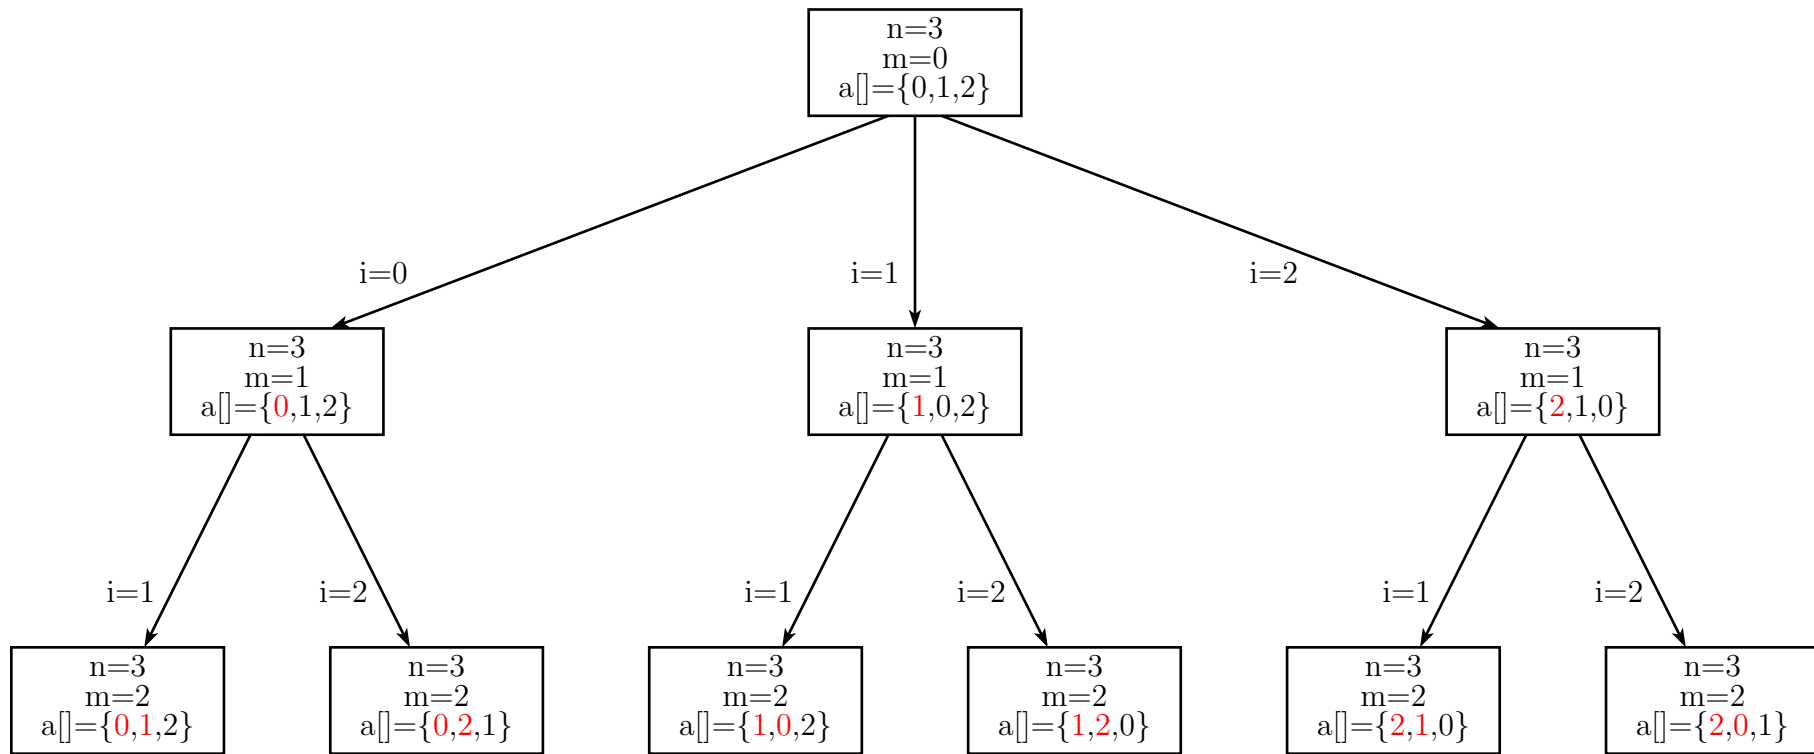 n=3
m=0
a[]={0,1,2}
i=0
i=1
i=2
n=3
m=1
a[]={0,1,2}
n=3
m=1
a[]={1,0,2}
n=3
m=1
a[]={2,1,0}
i=1
i=2
i=1
i=2
i=1
i=2
n=3
m=2
a[]={0,1,2}
n=3
m=2
a[]={0,2,1}
n=3
m=2
a[]={1,0,2}
n=3
m=2
a[]={1,2,0}
n=3
m=2
a[]={2,1,0}
n=3
m=2
a[]={2,0,1}